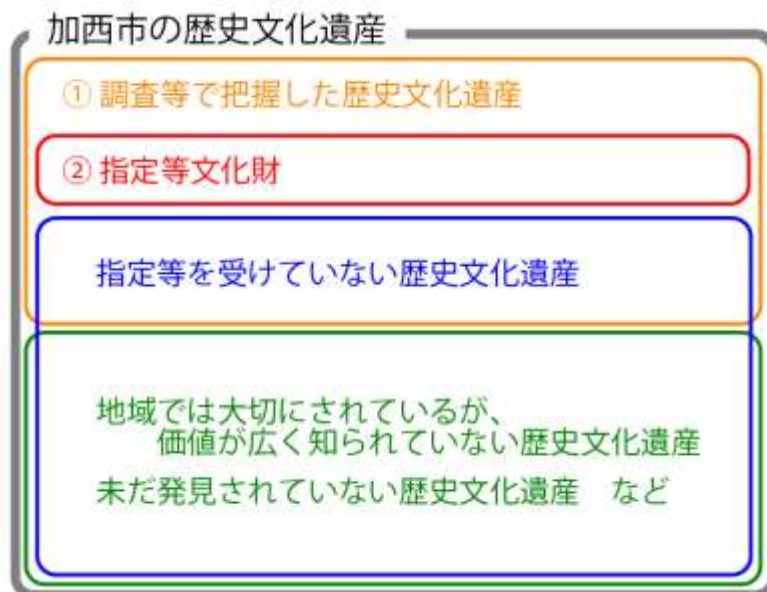 加西市の歴史文化遺産
① 調査等で把握した歴史文化遺産
② 指定等文化財
指定等を受けていない歴史文化遺産
地域では大切にされているが、
価値が広く知られていない歴史文化遺産
未だ発見されていない歴史文化遺産　など